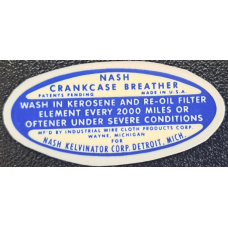 NASH
CRANKCASE BREATHER
PATENTS PENDING MADE IN U.S.A.
WASH IN KEROSENE AND RE-OIL FILTER
ELEMENT EVERY 2000 MILES OR
OFTENER UNDER SEVERE CONDITIONS
MF'D BY INDUSTRIAL WIRE CLOTH PRODUCTS CORP.
WAYNE, MICHIGAN
FOR
NASH KELVINATOR CORP. DETROIT, MICH.